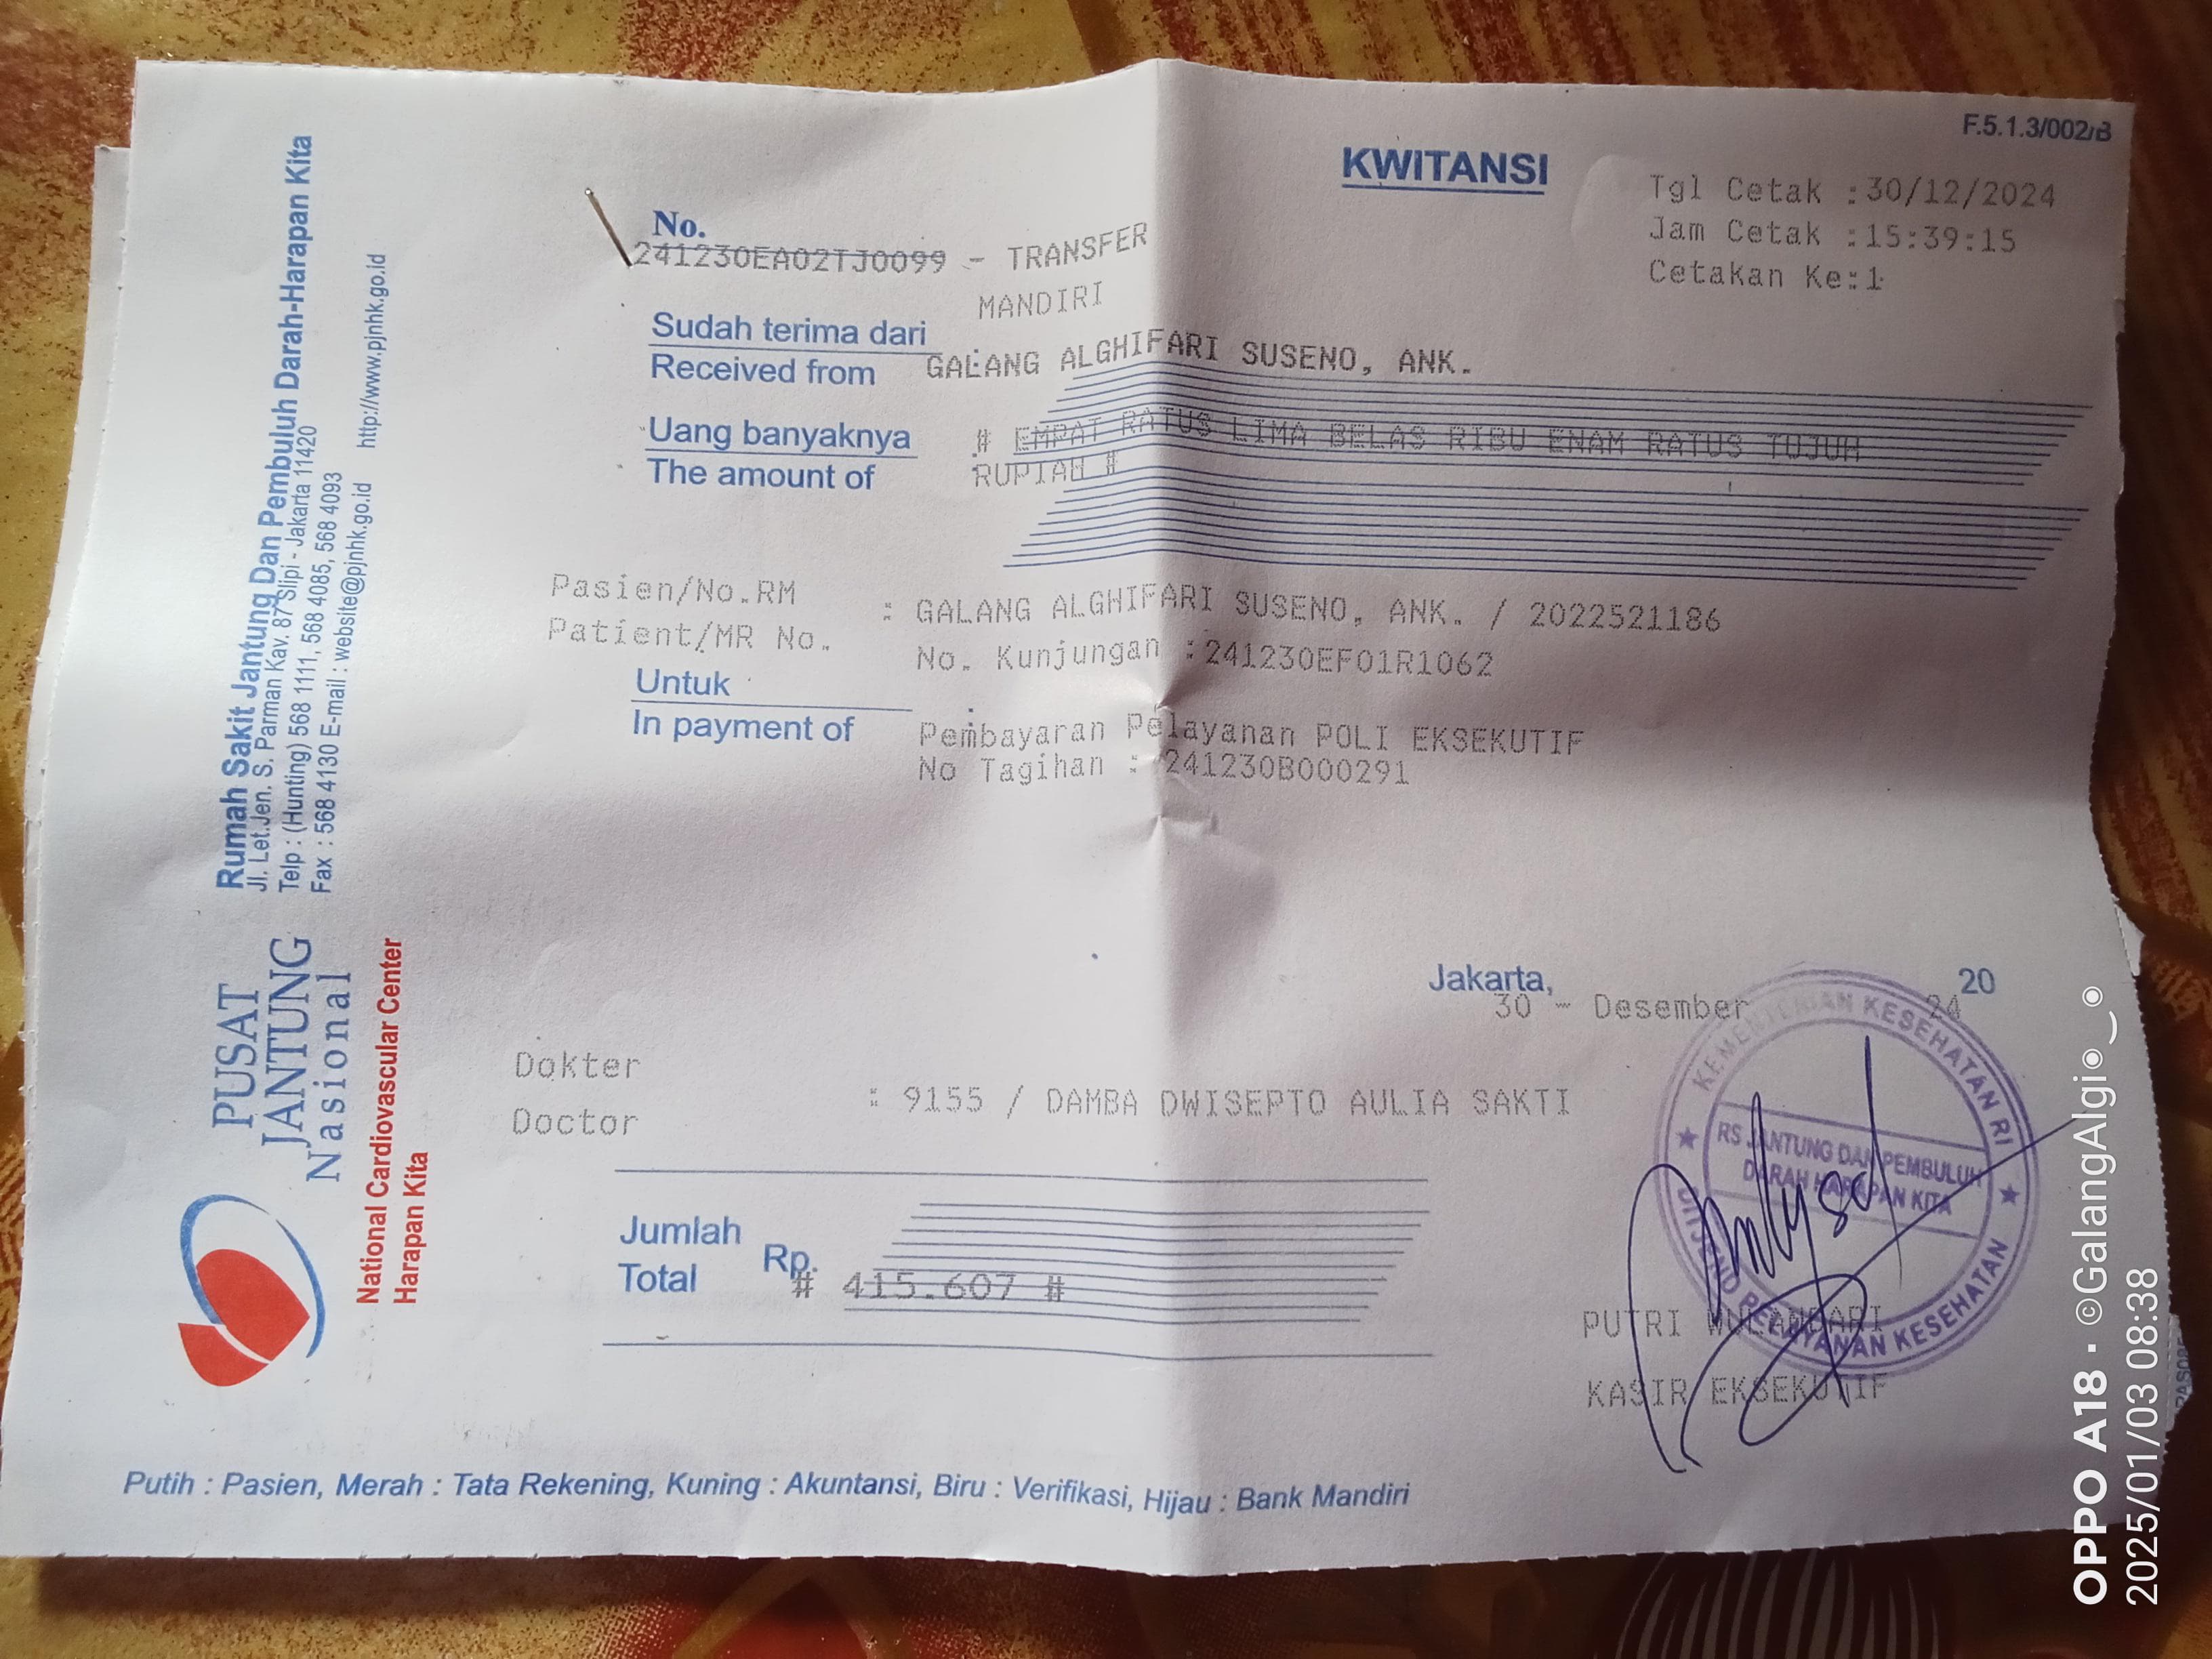 F.5.1.3/002/B
KWITANSI
Tgl Cetak :30/12/2024
Jam Cetak :15:39:15
Cetakan Ke:1
No.
241230EA02TJ0099 - TRANSFER
MANDIRI
Sudah terima dari
Received from : GALANG ALGHIFARI SUSENO, ANK.
Uang banyaknya # EMPAT RATUS LIMA BELAS RIBU ENAM RATUS TUJUH
The amount of : RUPIAH #
Pasien/No.RM
Patient/MR No. : GALANG ALGHIFARI SUSENO, ANK. / 2022521186
No. Kunjungan :241230EF01R1062
Untuk
In payment of : Pembayaran Pelayanan POLI EKSEKUTIF
No Tagihan : 241230B000291
Jakarta, 20
30 - Desember 24
Dokter
Doctor : 9155 / DAMBA DWISEPTO AULIA SAKTI
Jumlah
Total Rp.
# 415.607 #
KEMENTERIAN KESEHATAN RI
RS JANTUNG DAN PEMBULUH
DARAH HARAPAN KITA
DITJEND PELAYANAN KESEHATAN
PUTRI WULANDARI
KASIR EKSEKUTIF
Putih : Pasien, Merah : Tata Rekening, Kuning : Akuntansi, Biru : Verifikasi, Hijau : Bank Mandiri
PUSAT
JANTUNG
Nasional
National Cardiovascular Center
Harapan Kita
Rumah Sakit Jantung Dan Pembuluh Darah-Harapan Kita
Jl. Let.Jen. S. Parman Kav. 87 Slipi - Jakarta 11420
Telp : (Hunting) 568 1111, 568 4085, 568 4093
Fax : 568 4130 E-mail : website@pjnhk.go.id http://www.pjnhk.go.id
OPPO A18 · ©GalangAlgi◉‿◉
2025/01/03 08:38